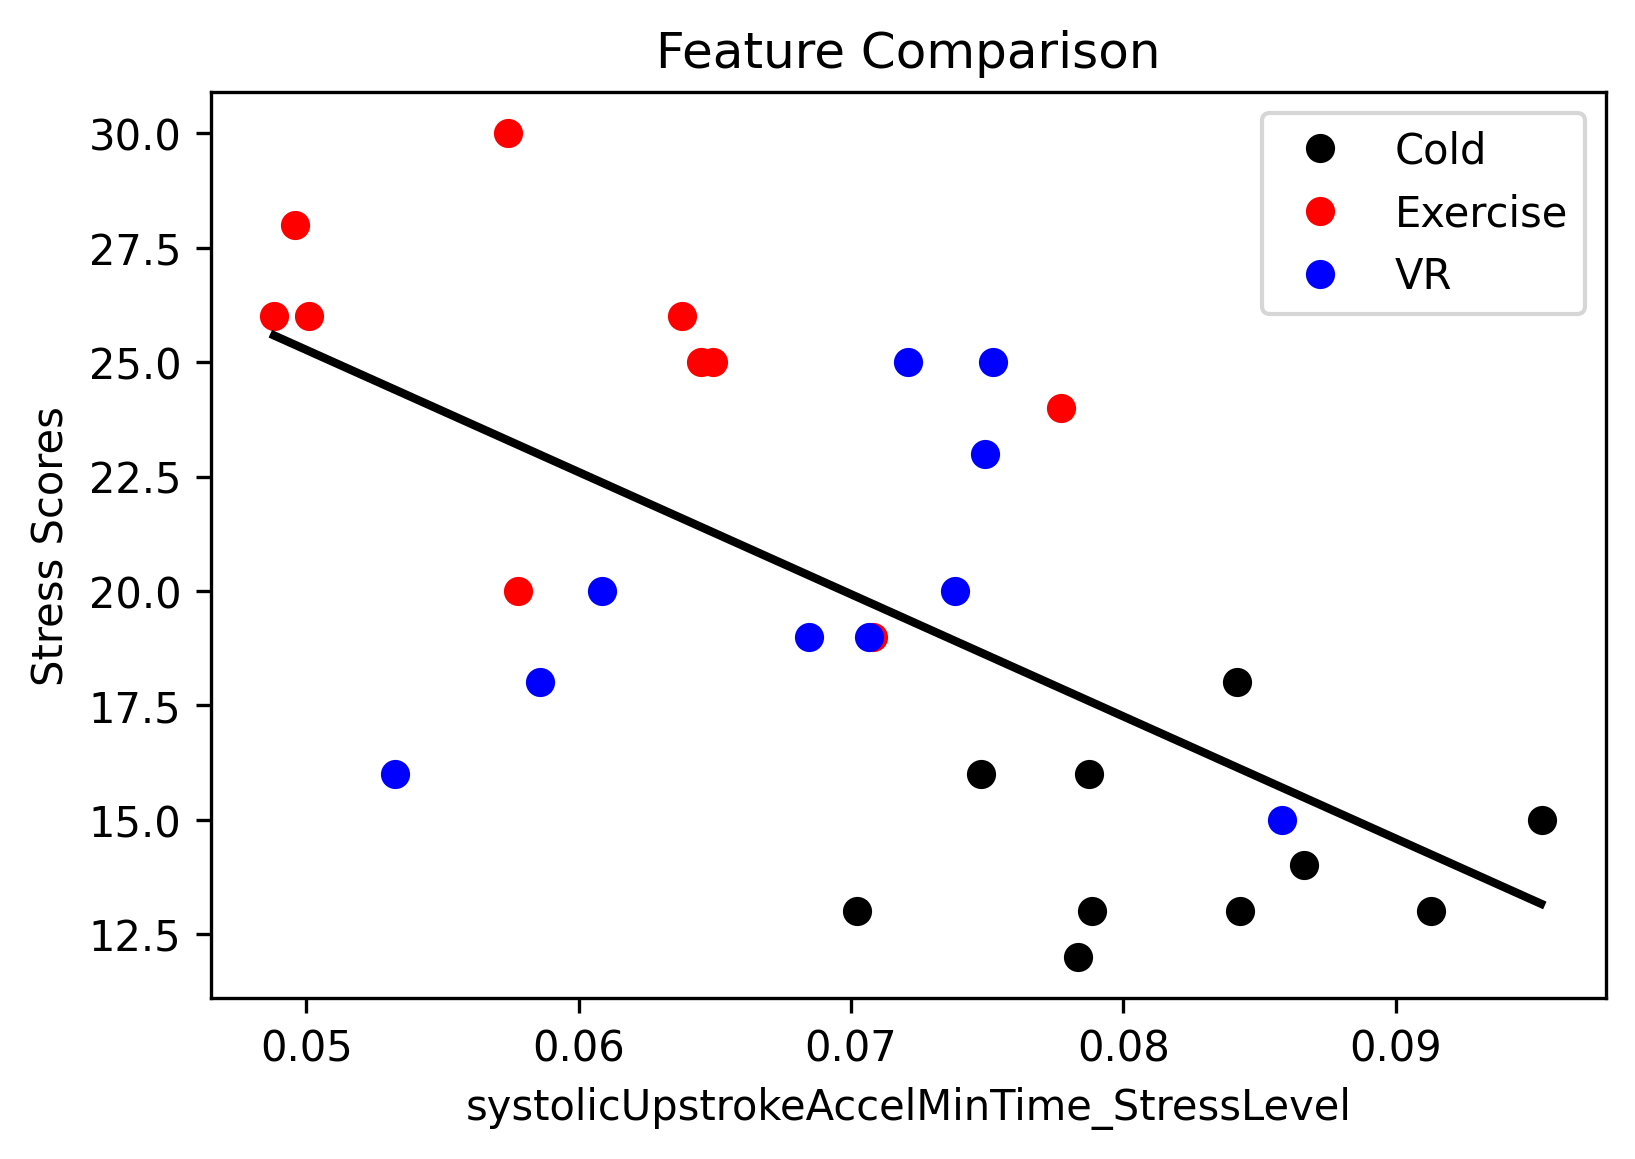 Feature Comparison
30.0
27.5
25.0
22.5
20.0
17.5
15.0
12.5
Stress Scores
Cold
Exercise
VR
0.05 0.06 0.07 0.08 0.09
systolicUpstrokeAccelMinTime_StressLevel